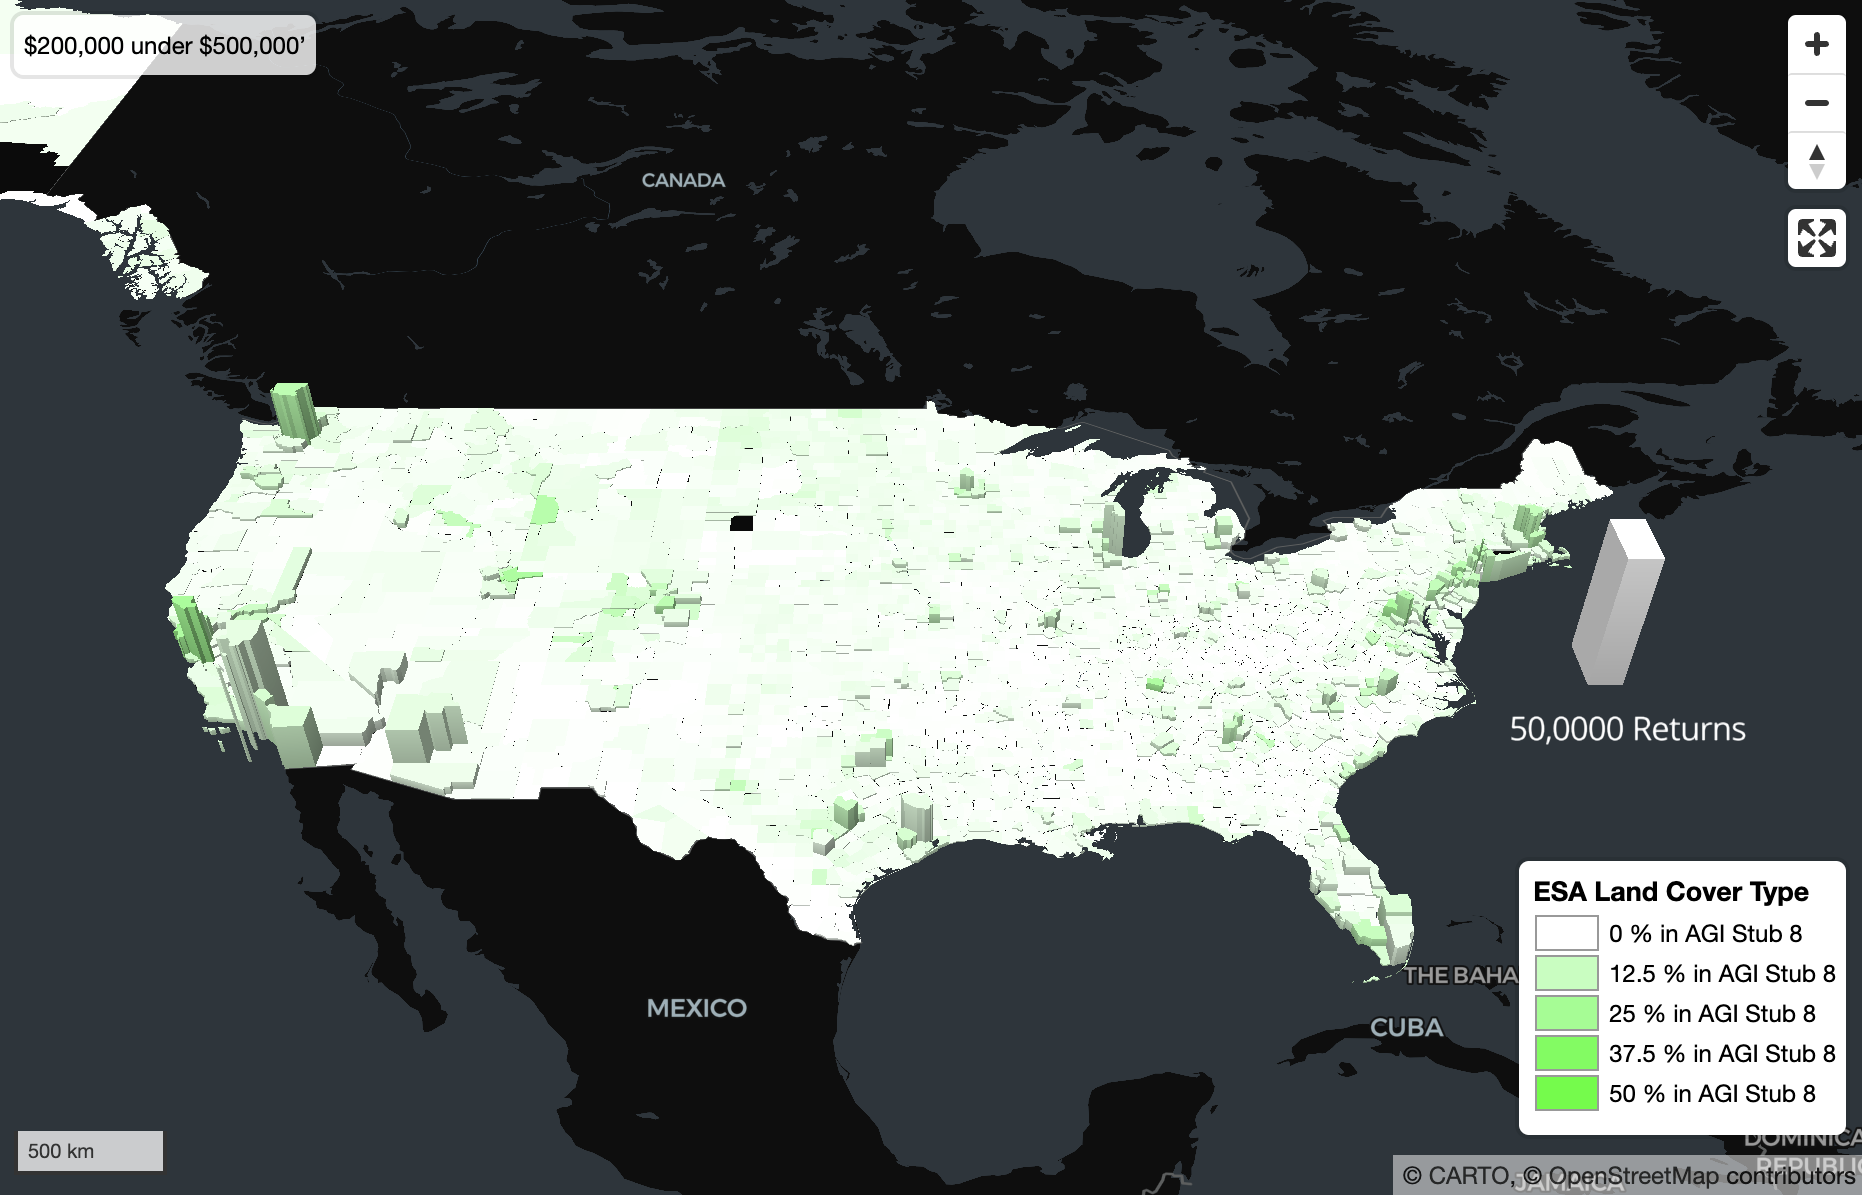 $200,000 under $500,000’
CANADA
50,0000 Returns
ESA Land Cover Type
0 % in AGI Stub 8
12.5 % in AGI Stub 8
25 % in AGI Stub 8
37.5 % in AGI Stub 8
50 % in AGI Stub 8
THE BAHA
MEXICO
CUBA
500 km
DOMINICA
REPUBLIC
JAMAICA
© CARTO, © OpenStreetMap contributors